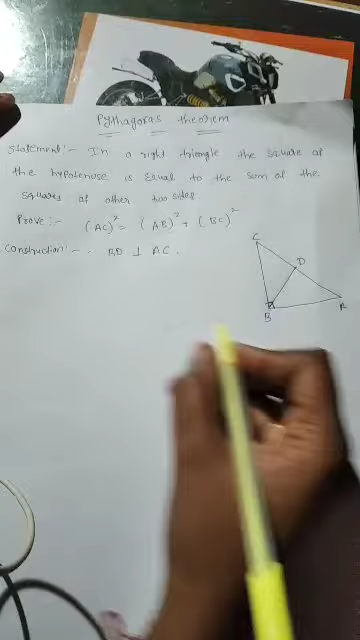 Pythagoras theorem
Statement :- In a right triangle the square of
the hypotenuse is equal to the sum of the
squares of other two sides
Prove :- (AC)² = (AB)² + (BC)²
Construction :- BD ⊥ AC.
C
D
B
A